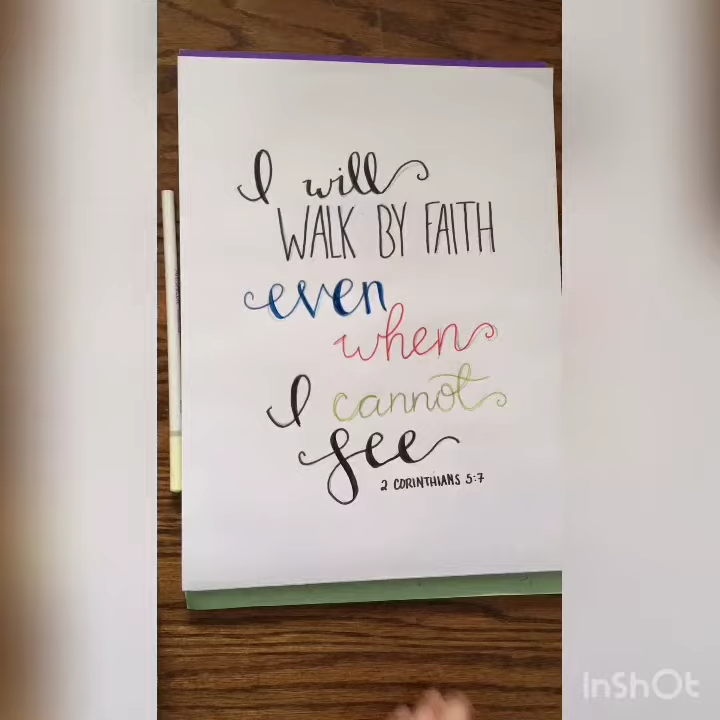 I will
WALK BY FAITH
even
when
I cannot
see
2 CORINTHIANS 5:7
InShOt